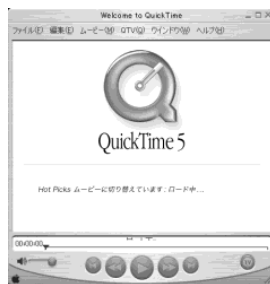 Welcome to QuickTime
ファイル(F) 編集(E) ムービー(M) QTV(Q) ウインドウ(W) ヘルプ(H)
QuickTime 5
Hot Picks ムービーに切り替えています: ロード中...
00:00:00